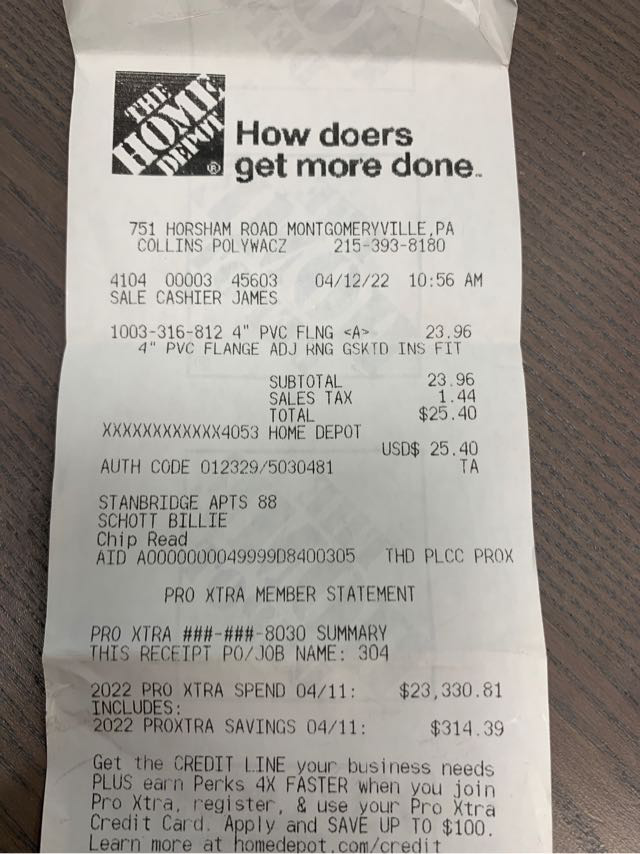 THE
HOME
DEPOT
®
How doers
get more done™
751 HORSHAM ROAD MONTGOMERYVILLE,PA
COLLINS POLYWACZ 215-393-8180
4104 00003 45603 04/12/22 10:56 AM
SALE CASHIER JAMES
1003-316-812 4" PVC FLNG <A> 23.96
4" PVC FLANGE ADJ RNG GSKTD INS FIT
SUBTOTAL 23.96
SALES TAX 1.44
TOTAL $25.40
XXXXXXXXXXXX4053 HOME DEPOT
USD$ 25.40
AUTH CODE 012329/5030481 TA
STANBRIDGE APTS 88
SCHOTT BILLIE
Chip Read
AID A0000000049999D8400305 THD PLCC PROX
PRO XTRA MEMBER STATEMENT
PRO XTRA ###-###-8030 SUMMARY
THIS RECEIPT PO/JOB NAME: 304
2022 PRO XTRA SPEND 04/11: $23,330.81
INCLUDES:
2022 PROXTRA SAVINGS 04/11: $314.39
Get the CREDIT LINE your business needs
PLUS earn Perks 4X FASTER when you join
Pro Xtra, register, & use your Pro Xtra
Credit Card. Apply and SAVE UP TO $100.
Learn more at homedepot.com/credit